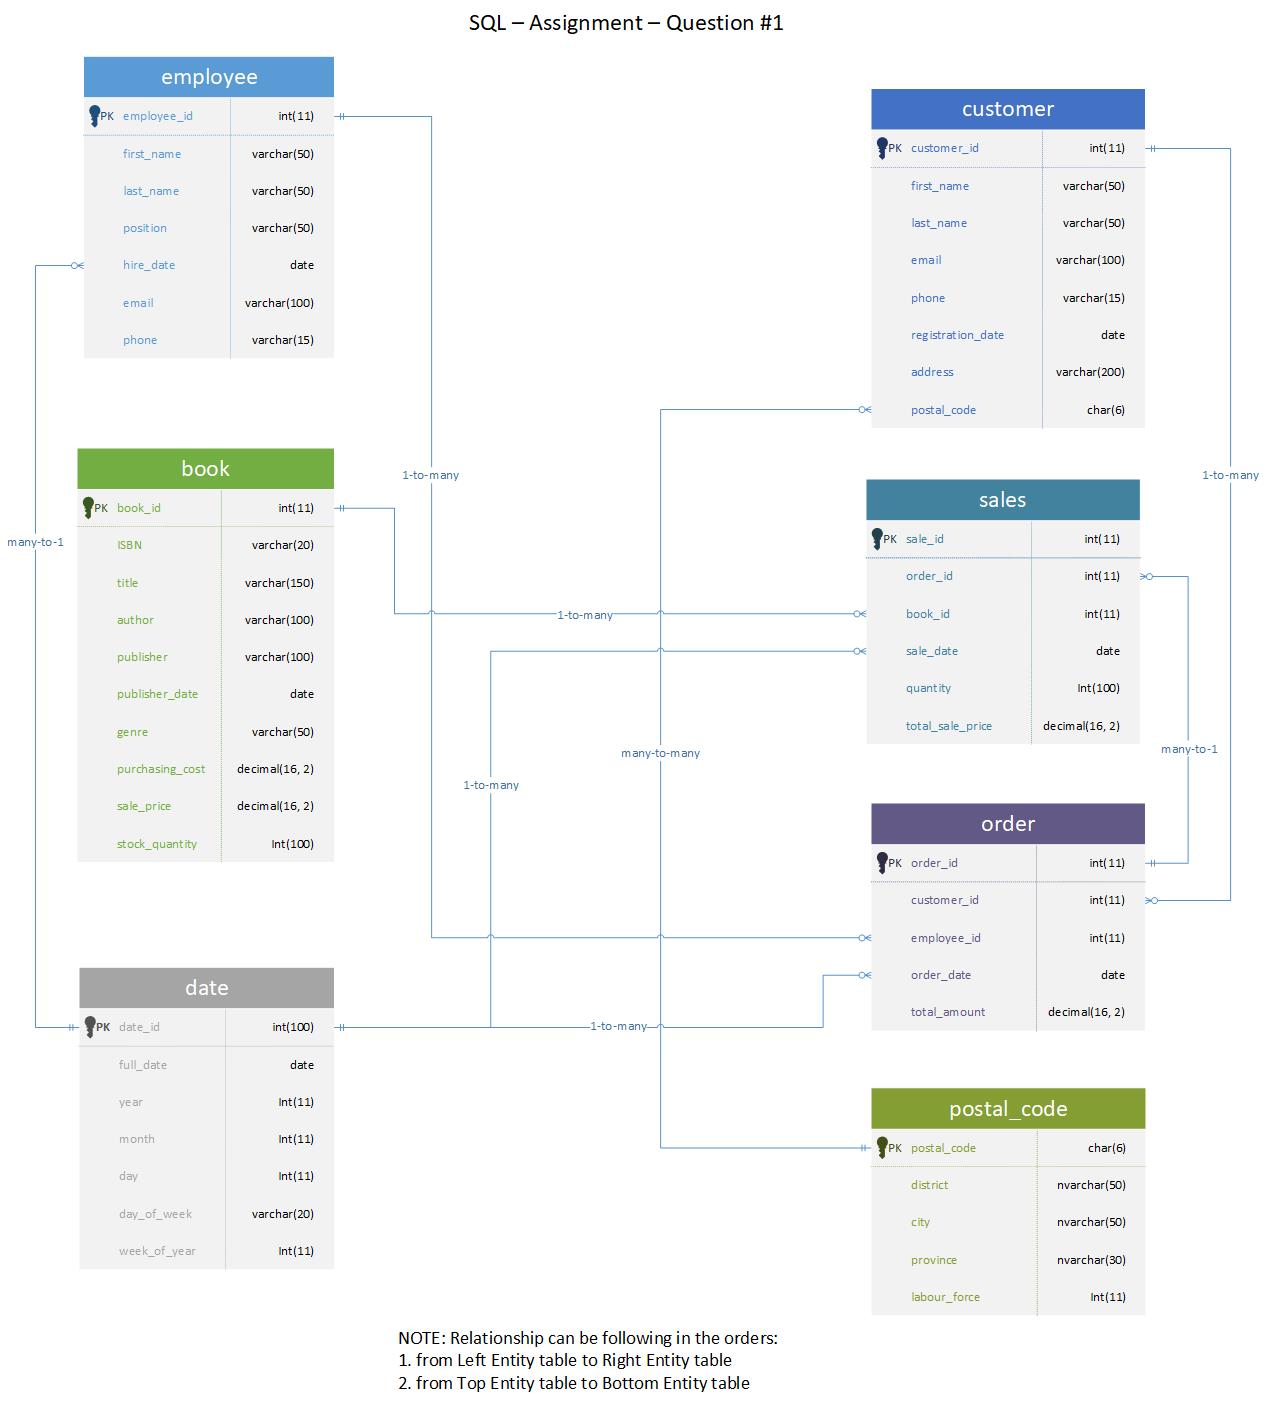 SQL – Assignment – Question #1
employee
PK employee_id int(11)
first_name varchar(50)
last_name varchar(50)
position varchar(50)
hire_date date
email varchar(100)
phone varchar(15)
customer
PK customer_id int(11)
first_name varchar(50)
last_name varchar(50)
email varchar(100)
phone varchar(15)
registration_date date
address varchar(200)
postal_code char(6)
book
PK book_id int(11)
ISBN varchar(20)
title varchar(150)
author varchar(100)
publisher varchar(100)
publisher_date date
genre varchar(50)
purchasing_cost decimal(16, 2)
sale_price decimal(16, 2)
stock_quantity Int(100)
sales
PK sale_id int(11)
order_id int(11)
book_id int(11)
sale_date date
quantity Int(100)
total_sale_price decimal(16, 2)
order
PK order_id int(11)
customer_id int(11)
employee_id int(11)
order_date date
total_amount decimal(16, 2)
date
PK date_id int(100)
full_date date
year Int(11)
month Int(11)
day Int(11)
day_of_week varchar(20)
week_of_year Int(11)
postal_code
PK postal_code char(6)
district nvarchar(50)
city nvarchar(50)
province nvarchar(30)
labour_force Int(11)
1-to-many
1-to-many
many-to-1
1-to-many
many-to-many
many-to-1
1-to-many
1-to-many
NOTE: Relationship can be following in the orders:
1. from Left Entity table to Right Entity table
2. from Top Entity table to Bottom Entity table